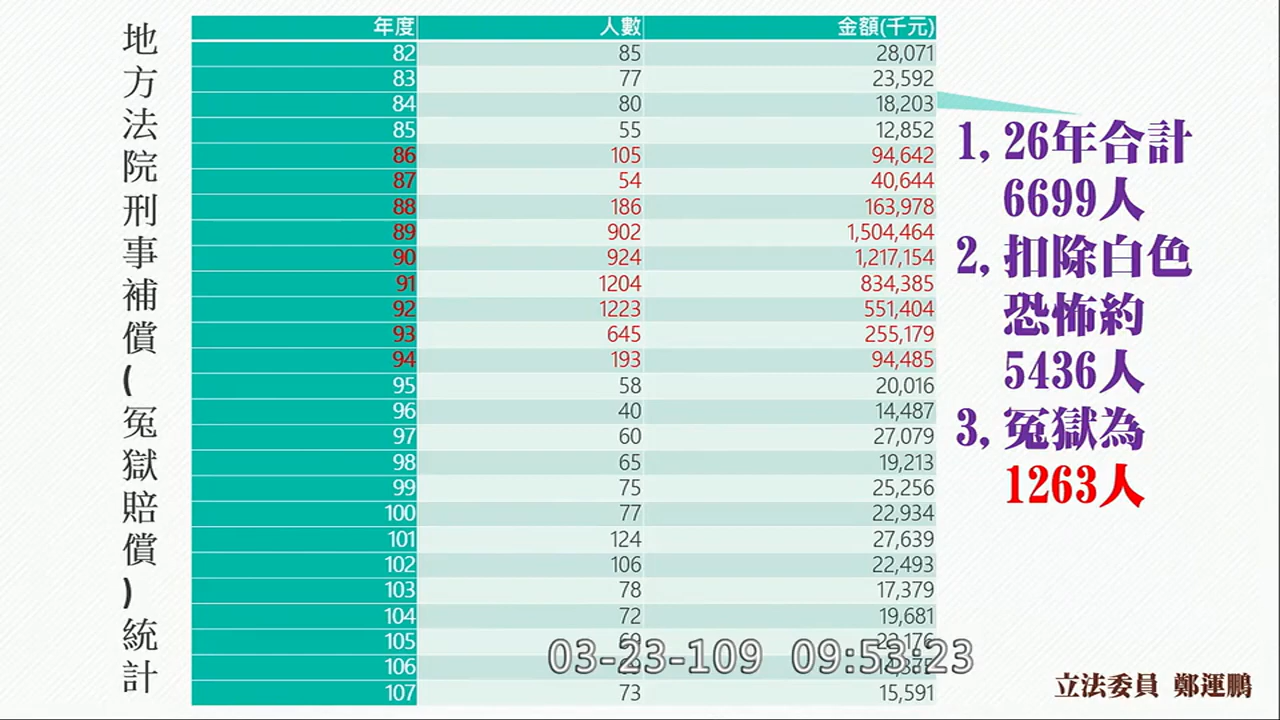 地方法院刑事補償(冤獄賠償)統計
年度 人數 金額(千元)
82 85 28,071
83 77 23,592
84 80 18,203
85 55 12,852
86 105 94,642
87 54 40,644
88 186 163,978
89 902 1,504,464
90 924 1,217,154
91 1204 834,385
92 1223 551,404
93 645 255,179
94 193 94,485
95 58 20,016
96 40 14,487
97 60 27,079
98 65 19,213
99 75 25,256
100 77 22,934
101 124 27,639
102 106 22,493
103 78 17,379
104 72 19,681
105
106
107 73 15,591
03-23-109 09:53:23
1, 26年合計
6699人
2, 扣除白色
恐怖約
5436人
3, 冤獄為
1263人
立法委員 鄭運鵬